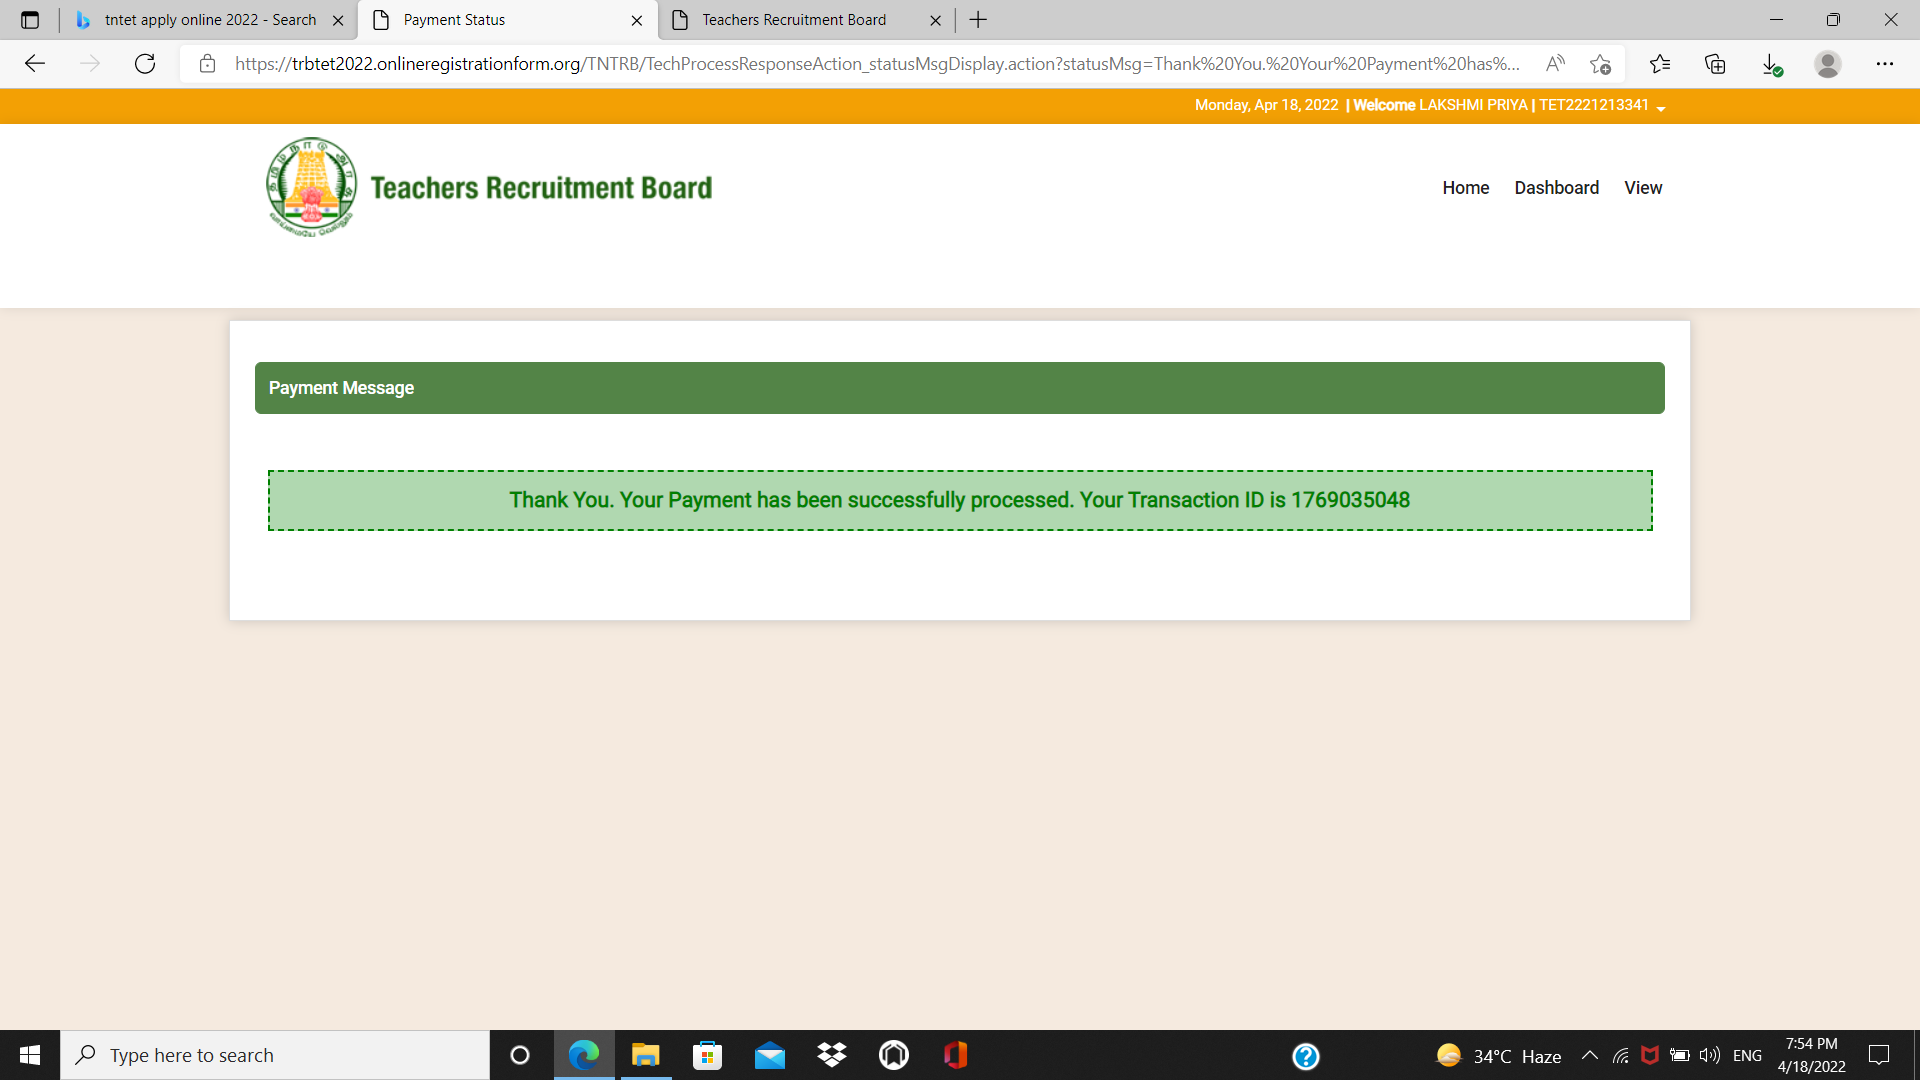 tntet apply online 2022 - Search
Payment Status
Teachers Recruitment Board
https://trbtet2022.onlineregistrationform.org/TNTRB/TechProcessResponseAction_statusMsgDisplay.action?statusMsg=Thank%20You.%20Your%20Payment%20has%...
Monday, Apr 18, 2022 | Welcome LAKSHMI PRIYA | TET2221213341
Teachers Recruitment Board
Home Dashboard View
Payment Message
Thank You. Your Payment has been successfully processed. Your Transaction ID is 1769035048
Type here to search
34°C Haze
ENG
7:54 PM
4/18/2022